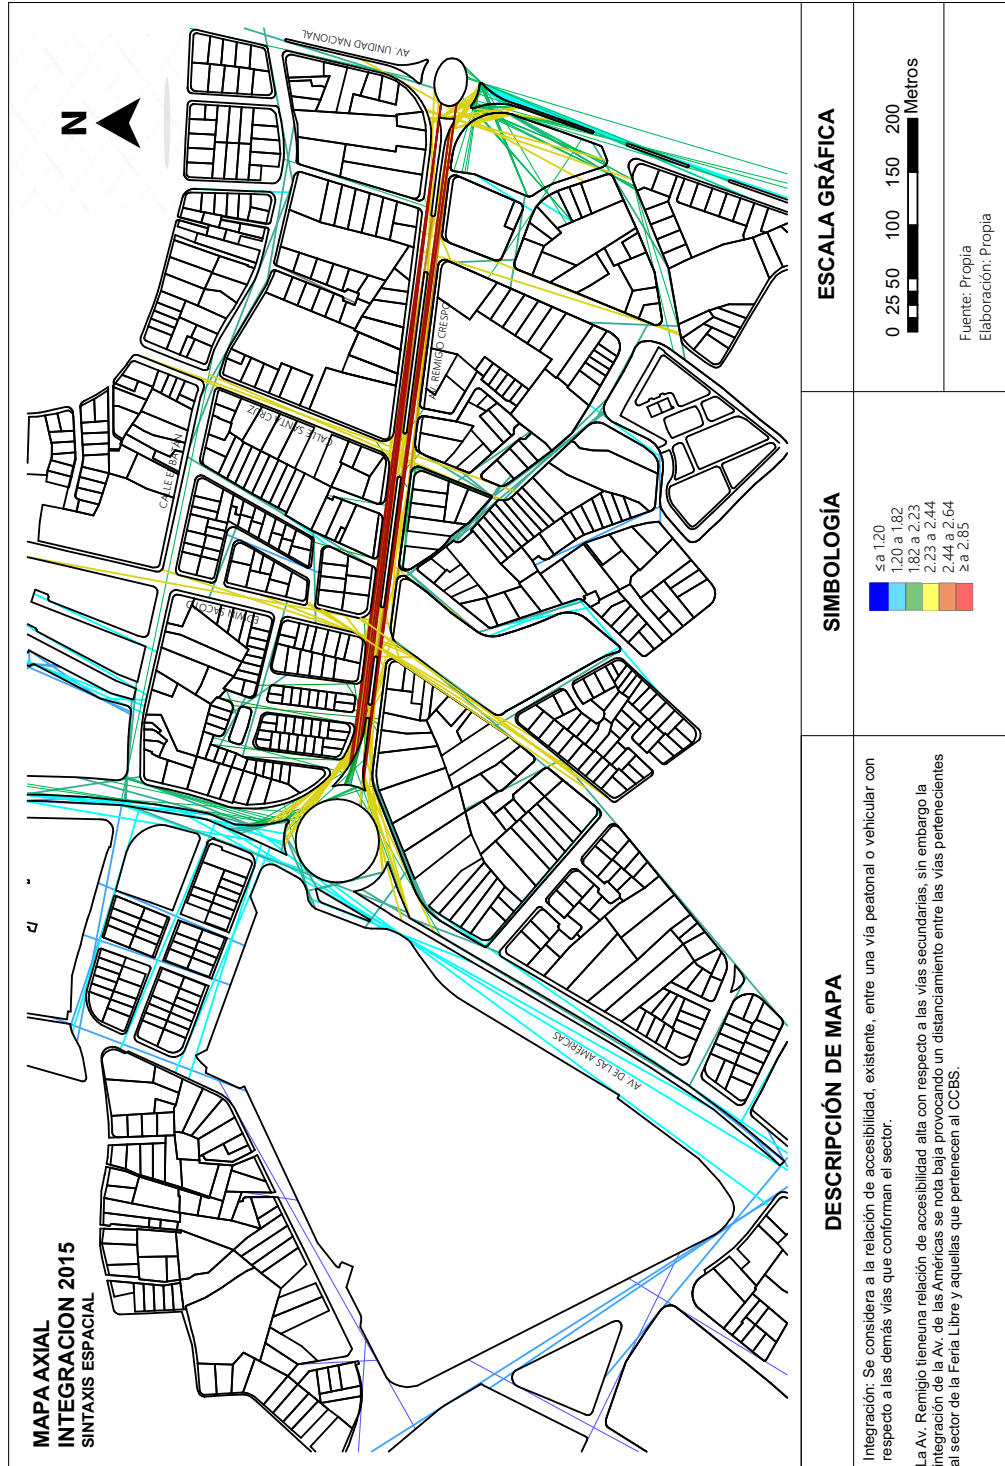 MAPA AXIAL
INTEGRACION 2015
SINTAXIS ESPACIAL
N
AV. UNIDAD NACIONAL
CALLE EL BATÁN
CALLE SANTA CRUZ
EDWIN SACOTO
AV. REMIGIO CRESPO
AV. DE LAS AMÉRICAS
DESCRIPCIÓN DE MAPA
Integración: Se considera a la relación de accesibilidad, existente, entre una vía peatonal o vehicular con
respecto a las demás vías que conforman el sector.
La Av. Remigio tieneuna relación de accesibilidad alta con respecto a las vías secundarias, sin embargo la
integración de la Av. de las Américas se nota baja provocando un distanciamiento entre las vías pertenecientes
al sector de la Feria Libre y aquellas que pertenecen al CCBS.
SIMBOLOGÍA
≤ a 1.20
1.20 a 1.82
1.82 a 2.23
2.23 a 2.44
2.44 a 2.64
≥ a 2.85
ESCALA GRÁFICA
0 25 50 100 150 200
Metros
Fuente: Propia
Elaboración: Propia